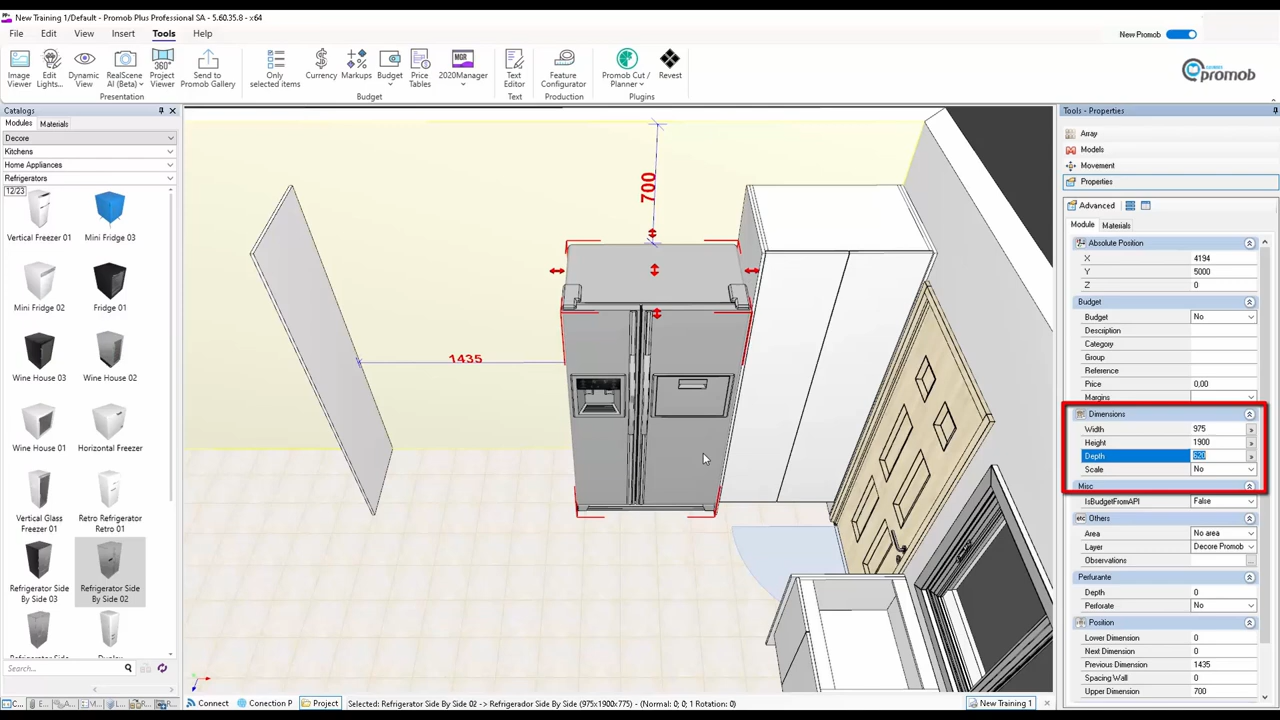 New Training 1/Default - Promob Plus Professional SA - 5.60.35.8 - x64
File Edit View Insert Tools Help
New Promob
promob
Image Viewer
Edit Lights...
Dynamic View
RealScene AI (Beta)
Project Viewer
Send to Promob Gallery
Only selected items
Currency
Markups
Budget
Price Tables
2020Manager
Text Editor
Feature Configurator
Promob Cut / Planner
Revest
Presentation
Budget
Text
Production
Plugins
Catalogs
Modules Materials
Decore
Kitchens
Home Appliances
Refrigerators
12/23
Vertical Freezer 01
Mini Fridge 03
Mini Fridge 02
Fridge 01
Wine House 03
Wine House 02
Wine House 01
Horizontal Freezer
Vertical Glass Freezer 01
Retro Refrigerator Retro 01
Refrigerator Side By Side 03
Refrigerator Side By Side 02
Search...
700
1435
Tools - Properties
Array
Models
Movement
Properties
Advanced
Module Materials
Absolute Position
X 4194
Y 5000
Z 0
Budget
Budget No
Description
Category
Group
Reference
Price 0,00
Margins
Dimensions
Width 975
Height 1900
Depth 620
Scale No
Misc
IsBudgetFromAPI False
Others
Area No area
Layer Decore Promob
Observations
Perfurante
Depth 0
Perforate No
Position
Lower Dimension 0
Next Dimension 0
Previous Dimension 1435
Spacing Wall 0
Upper Dimension 700
Connect Conection P Project Selected: Refrigerator Side By Side 02 -> Refrigerador Side By Side (975x1900x775) - (Normal: 0; 0; 1 Rotation: 0) New Training 1